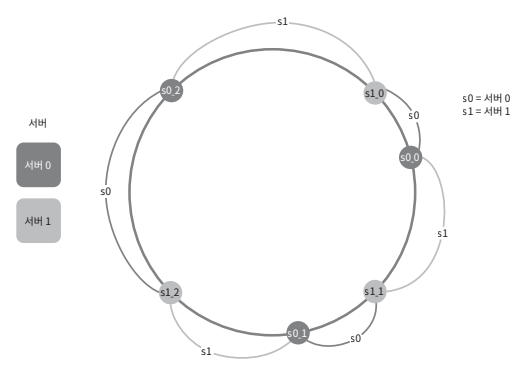 s1
s0_2
s1_0
s0 = 서버 0
s1 = 서버 1
s0
서버
s0_0
서버 0
s0
서버 1
s1
s1_2
s1_1
s0_1
s0
s1